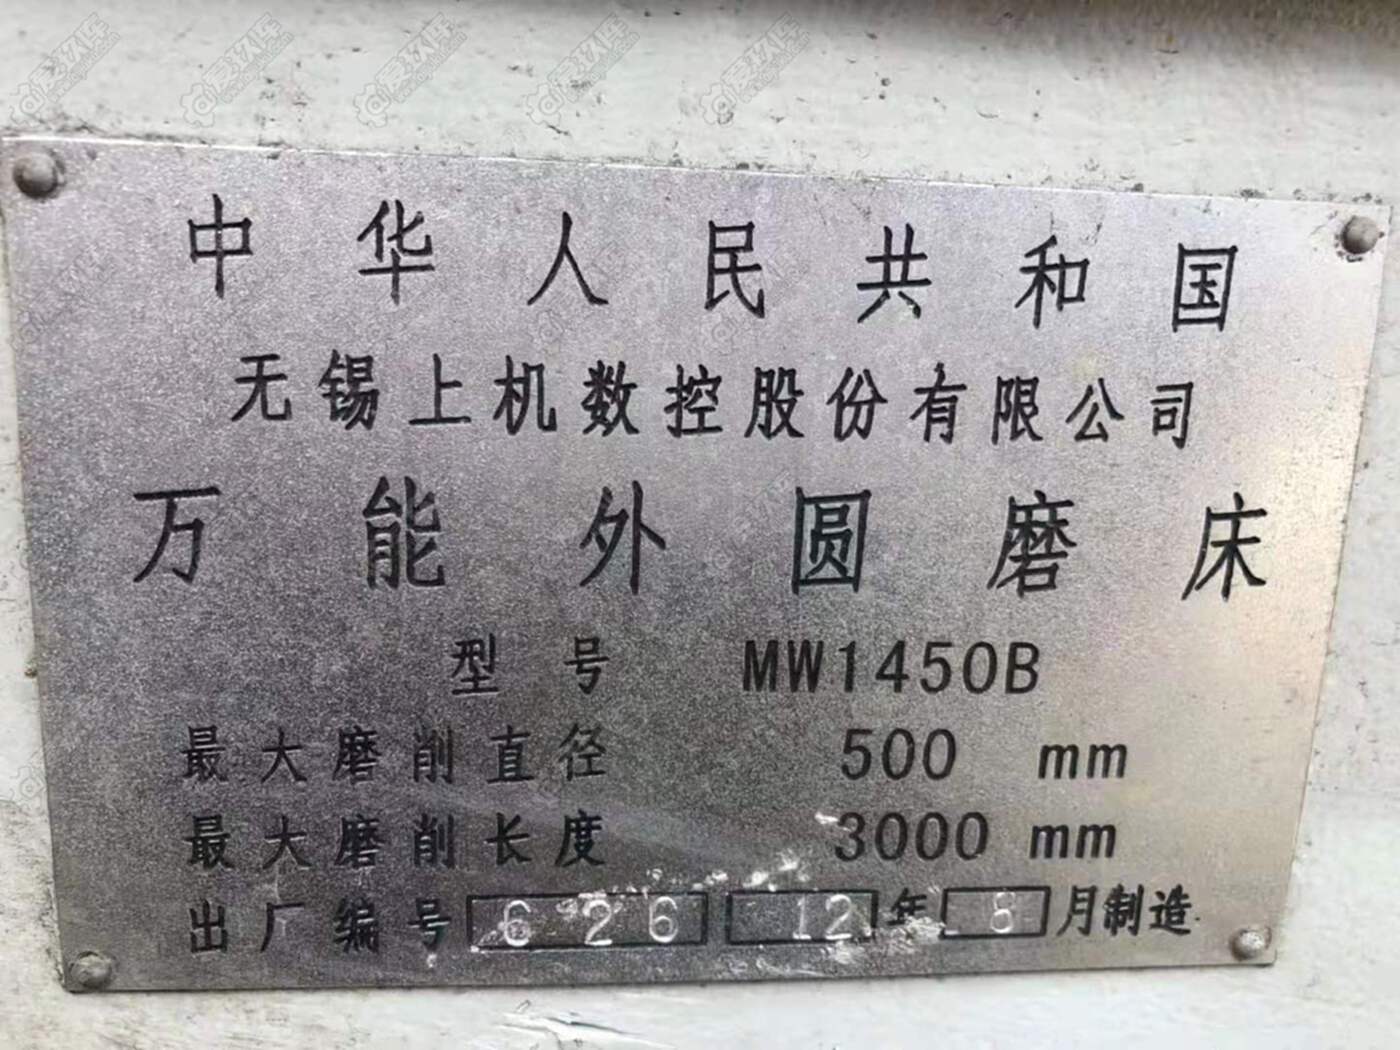 中华人民共和国
无锡上机数控股份有限公司
万能外圆磨床
型号 MW1450B
最大磨削直径 500 mm
最大磨削长度 3000 mm
出厂编号 626 12年 8月制造